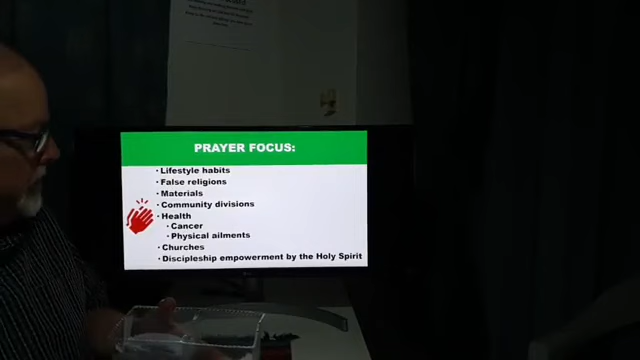 PRAYER FOCUS:
· Lifestyle habits
· False religions
· Materials
· Community divisions
· Health
· Cancer
· Physical ailments
· Churches
· Discipleship empowerment by the Holy Spirit